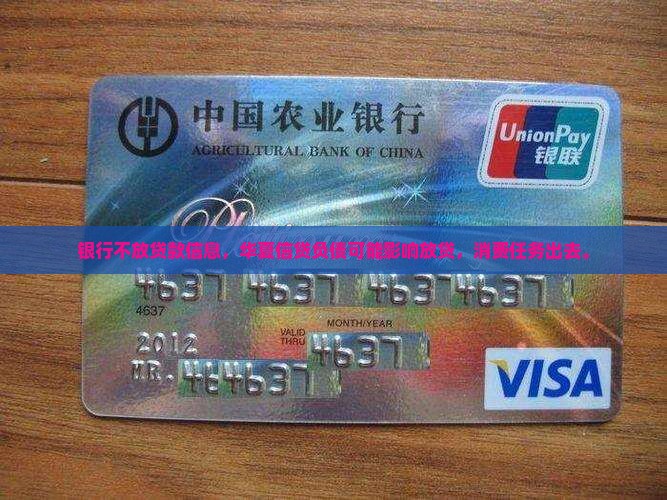 中国农业银行
AGRICULTURAL BANK OF CHINA
UnionPay
银联
银行不放贷款信息，华夏信贷负债可能影响放贷，消费任务出去，
4637 4637 4637 4637
4637
MONTH/YEAR
VALID
THRU
2012
4637
MR. 464637
VISA